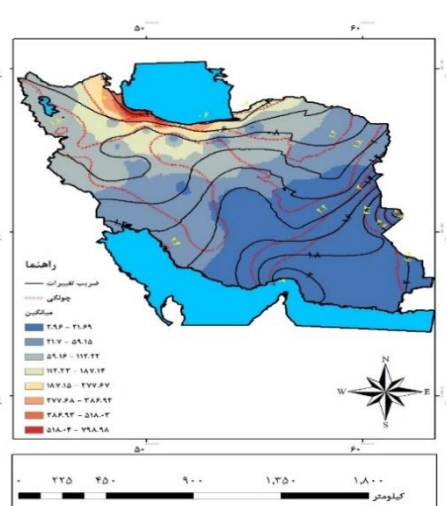 ۵۰ ۶۰
راهنما
ضریب تغییرات
چولگی
میانگین
۲.۹۶ - ۲۱.۶۹
۲۱.۷ - ۵۹.۱۵
۵۹.۱۶ - ۱۱۲.۲۲
۱۱۲.۲۳ - ۱۸۷.۱۴
۱۸۷.۱۵ - ۲۷۷.۶۷
۲۷۷.۶۸ - ۳۸۶.۹۲
۳۸۶.۹۳ - ۵۱۸.۰۳
۵۱۸.۰۴ - ۷۹۸.۹۸
N
W E
S
۵۰ ۶۰
۰ ۲۲۵ ۴۵۰ ۹۰۰ ۱,۳۵۰ ۱,۸۰۰
کیلومتر